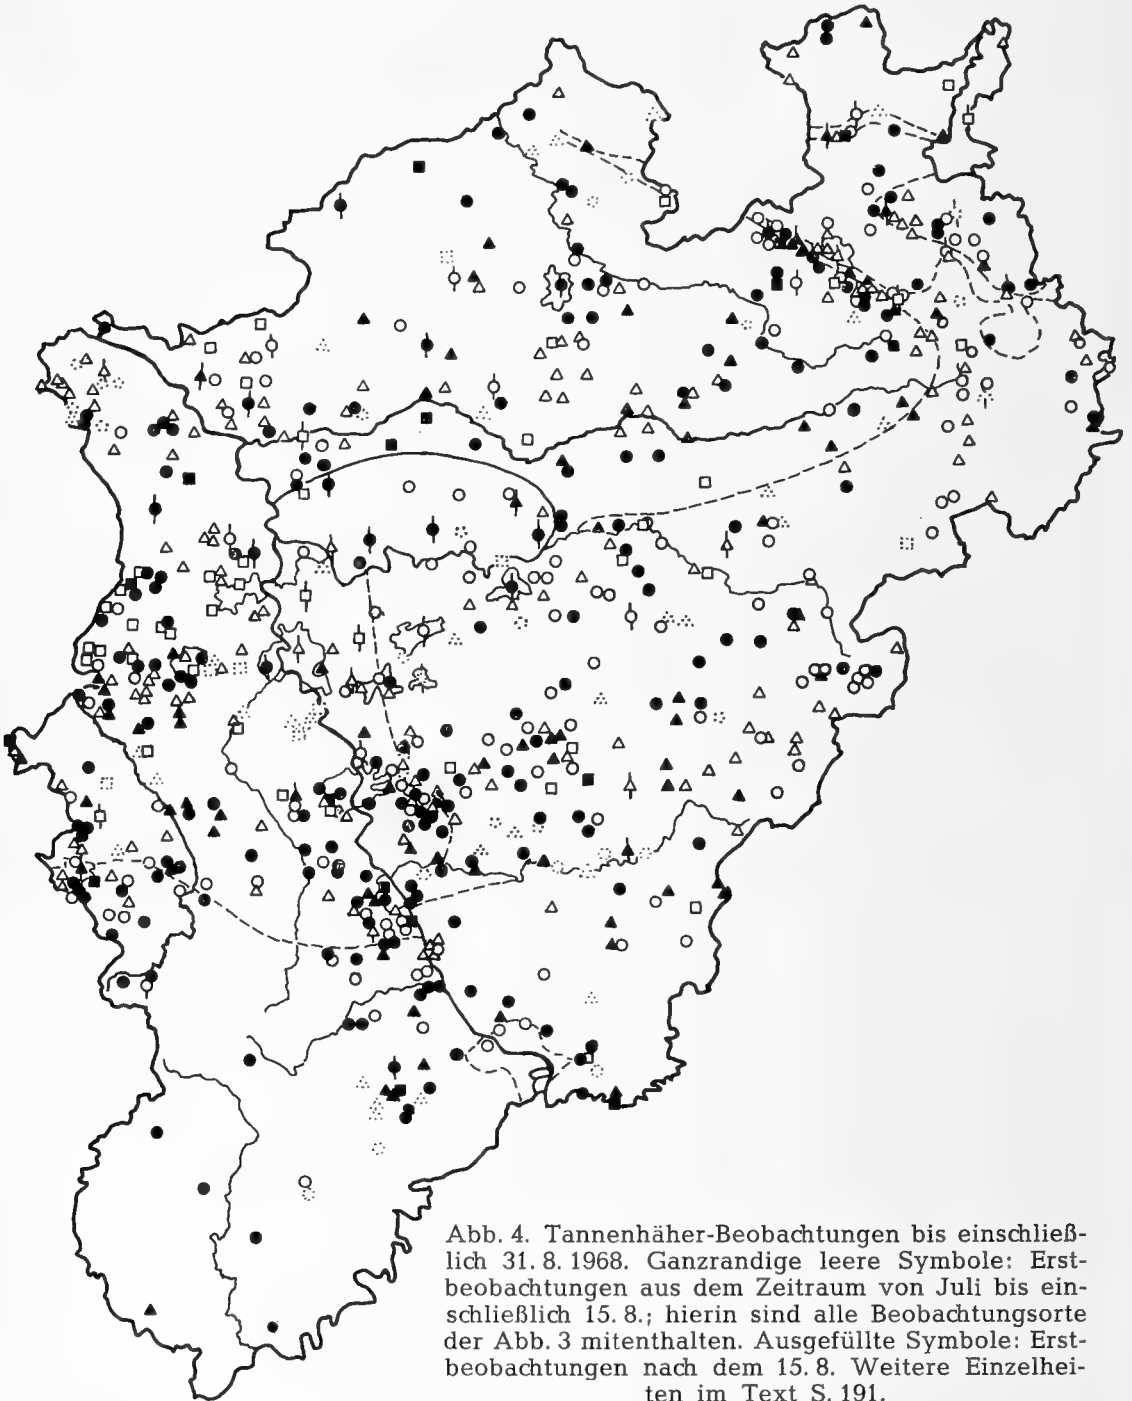 Abb. 4. Tannenhäher-Beobachtungen bis einschließ-
lich 31. 8. 1968. Ganzrandige leere Symbole: Erst-
beobachtungen aus dem Zeitraum von Juli bis ein-
schließlich 15. 8.; hierin sind alle Beobachtungsorte
der Abb. 3 mitenthalten. Ausgefüllte Symbole: Erst-
beobachtungen nach dem 15. 8. Weitere Einzelhei-
ten im Text S. 191.